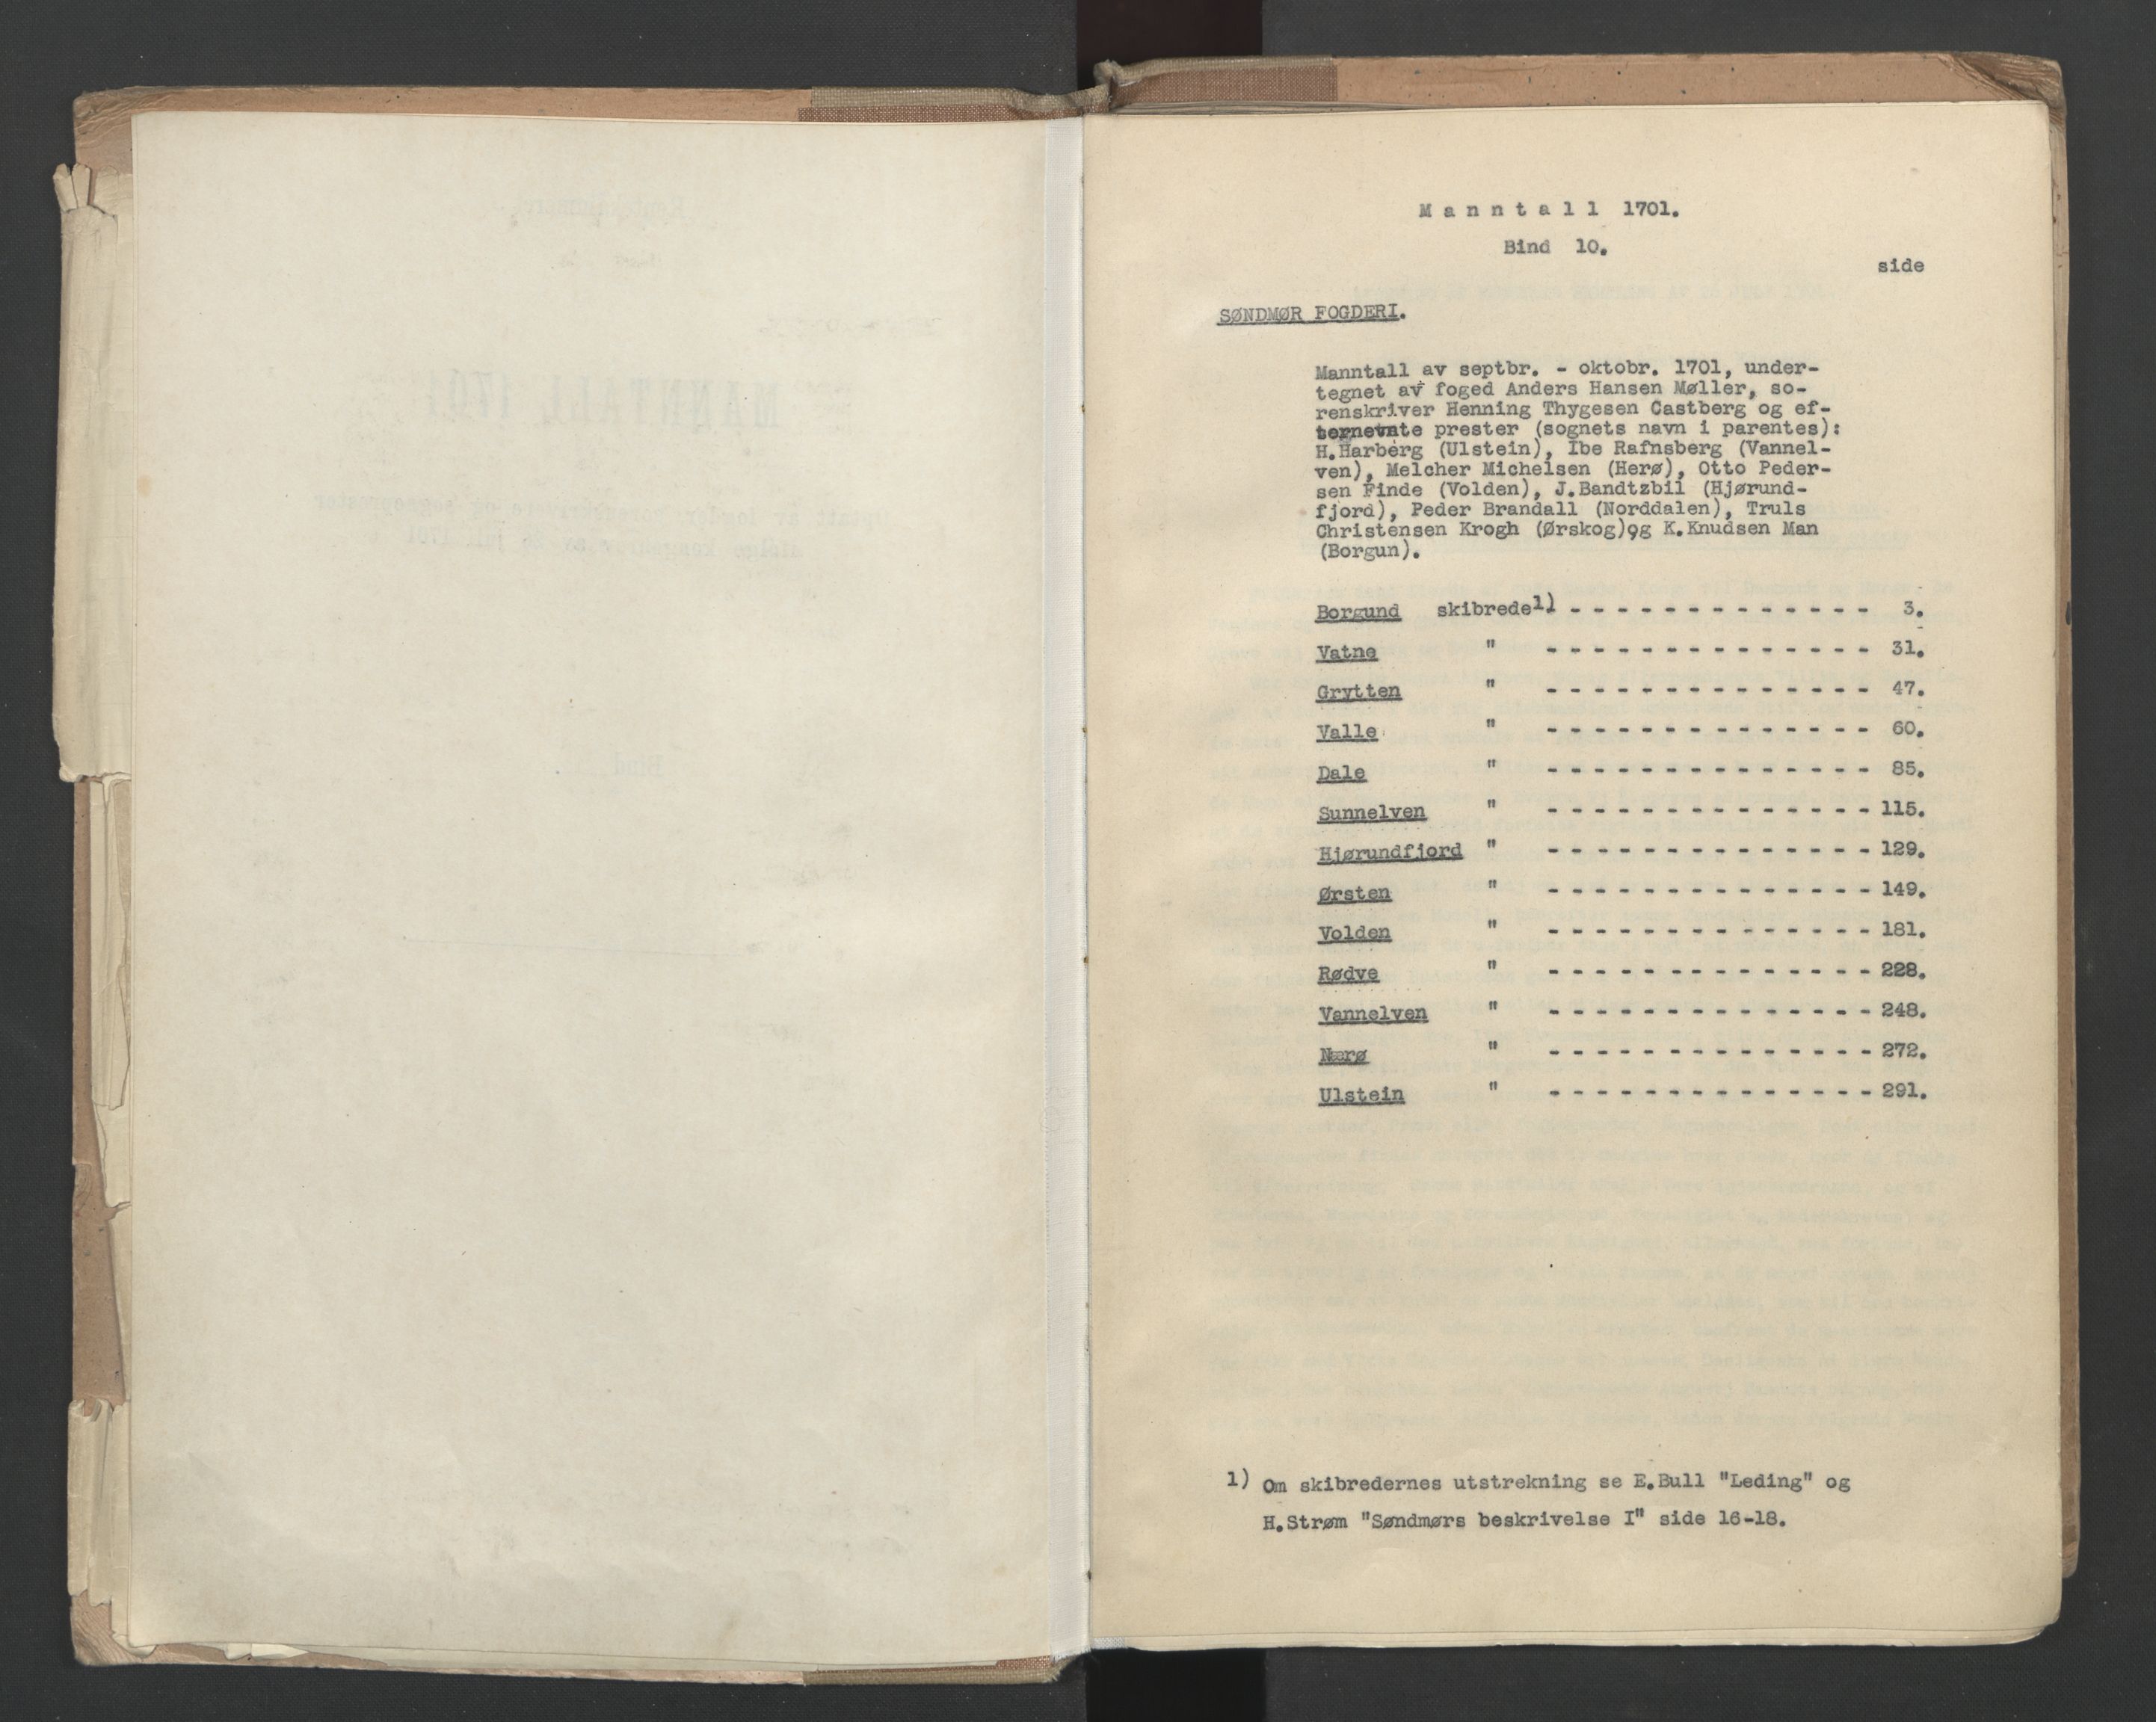 Manntall 1701.
Bind 10.
side
SØNDMØR FOGDERI.
Manntall av septbr. - oktobr. 1701, under-
tegnet av foged Anders Hansen Møller, so-
renskriver Henning Thygesen Castberg og ef-
ternevnte prester (sognets navn i parentes):
H.Harberg (Ulstein), Ibe Rafnsberg (Vannel-
ven), Melcher Michelsen (Herø), Otto Peder-
sen Finde (Volden), J.Bandtzbil (Hjørund-
fjord), Peder Brandall (Norddalen), Truls
Christensen Krogh (Ørskog)og K.Knudsen Man
(Borgun).
Borgund skibrede1) - - - - - - - - - - - - - 3.
Vatne " - - - - - - - - - - - - - - 31.
Grytten " - - - - - - - - - - - - - - 47.
Valle " - - - - - - - - - - - - - - 60.
Dale " - - - - - - - - - - - - - - 85.
Sunnelven " - - - - - - - - - - - - - - 115.
Hjørundfjord " - - - - - - - - - - - - - - 129.
Ørsten " - - - - - - - - - - - - - - 149.
Volden " - - - - - - - - - - - - - - 181.
Rødve " - - - - - - - - - - - - - - 228.
Vannelven " - - - - - - - - - - - - - - 248.
Nærø " - - - - - - - - - - - - - - 272.
Ulstein " - - - - - - - - - - - - - - 291.
1) Om skibredernes utstrekning se E.Bull "Leding" og
H.Strøm "Søndmørs beskrivelse I" side 16-18.